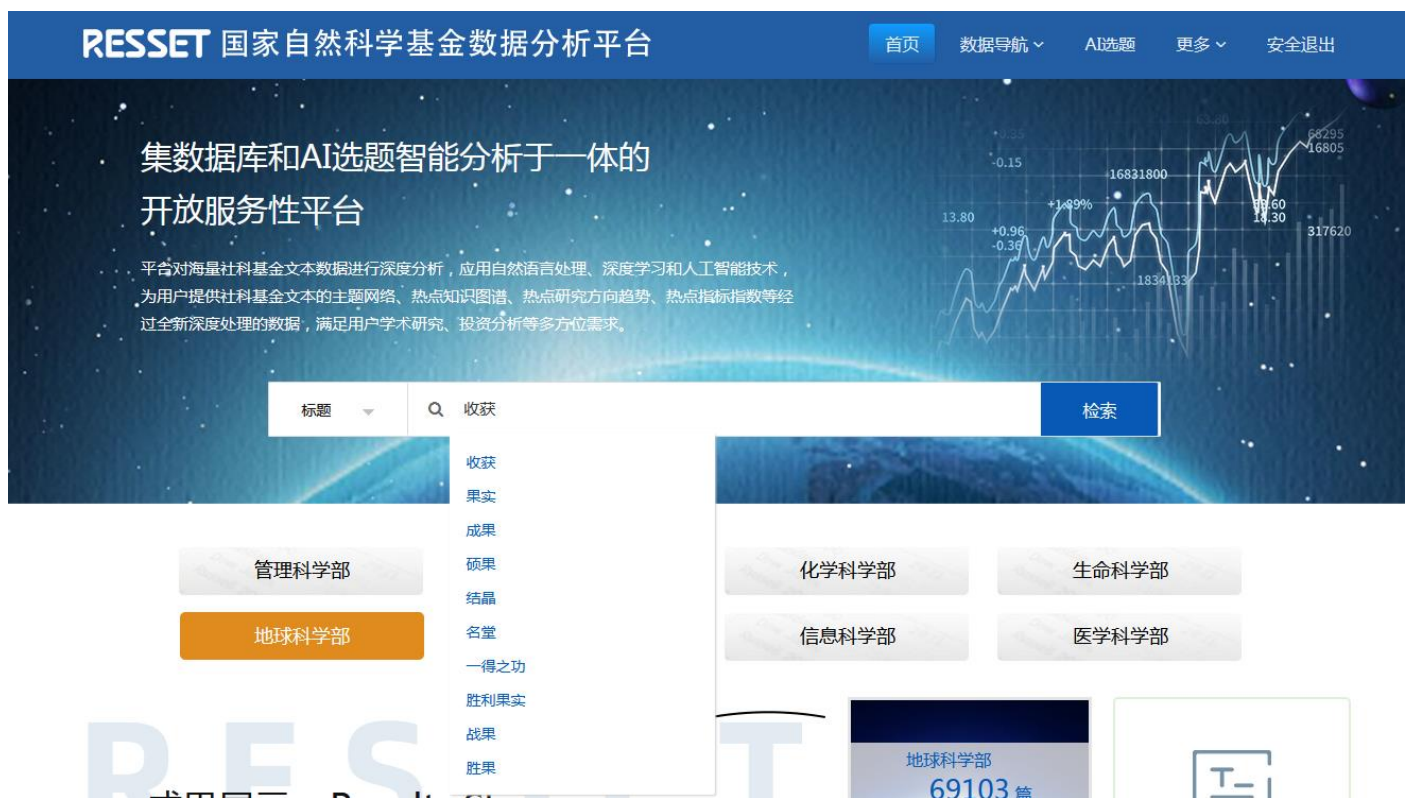 RESSET 国家自然科学基金数据分析平台
首页 数据导航 AI选题 更多 安全退出
集数据库和AI选题智能分析于一体的
开放服务性平台
平台对海量社科基金文本数据进行深度分析，应用自然语言处理、深度学习和人工智能技术，
为用户提供社科基金文本的主题网络、热点知识图谱、热点研究方向趋势、热点指标指数等经
过全新深度处理的数据，满足用户学术研究、投资分析等多方位需求。
63.80
+0.35
-0.15
68295
16805
16831800
+1.89%
13.80
+0.96
-0.36
18.30
317620
1834133
标题 收获 检索
收获
果实
成果
硕果
结晶
名堂
一得之功
胜利果实
战果
胜果
管理科学部 化学科学部 生命科学部
地球科学部 信息科学部 医学科学部
地球科学部
69103 篇